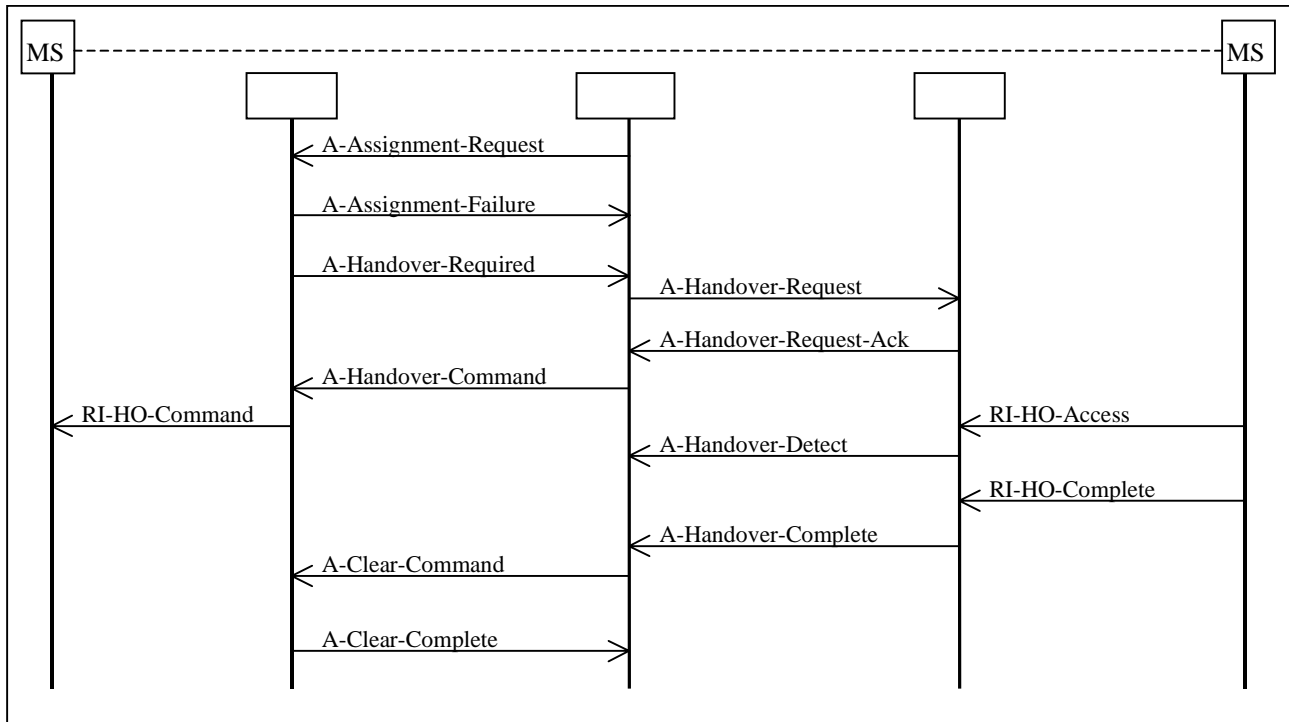 MS
MS
A-Assignment-Request
A-Assignment-Failure
A-Handover-Required
A-Handover-Request
A-Handover-Request-Ack
A-Handover-Command
RI-HO-Command
RI-HO-Access
A-Handover-Detect
RI-HO-Complete
A-Handover-Complete
A-Clear-Command
A-Clear-Complete